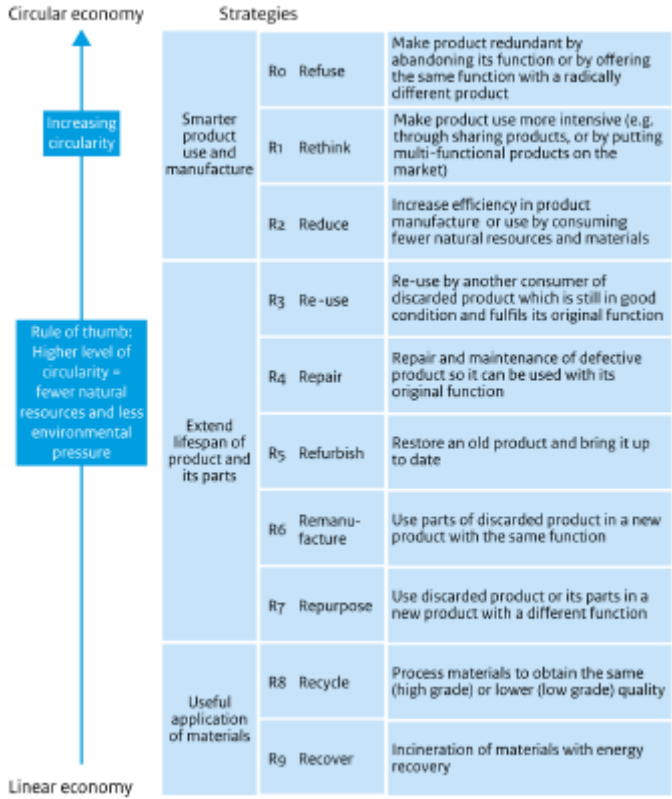 Circular economy
Strategies
Increasing
circularity
Rule of thumb:
Higher level of
circularity =
fewer natural
resources and less
environmental
pressure
Linear economy
Smarter
product
use and
manufacture
R0 Refuse
Make product redundant by
abandoning its function or by offering
the same function with a radically
different product
R1 Rethink
Make product use more intensive (e.g.
through sharing products, or by putting
multi-functional products on the
market)
R2 Reduce
Increase efficiency in product
manufacture or use by consuming
fewer natural resources and materials
Extend
lifespan of
product and
its parts
R3 Re-use
Re-use by another consumer of
discarded product which is still in good
condition and fulfils its original function
R4 Repair
Repair and maintenance of defective
product so it can be used with its
original function
R5 Refurbish
Restore an old product and bring it up
to date
R6 Remanu-
facture
Use parts of discarded product in a new
product with the same function
R7 Repurpose
Use discarded product or its parts in a
new product with a different function
Useful
application
of materials
R8 Recycle
Process materials to obtain the same
(high grade) or lower (low grade) quality
R9 Recover
Incineration of materials with energy
recovery